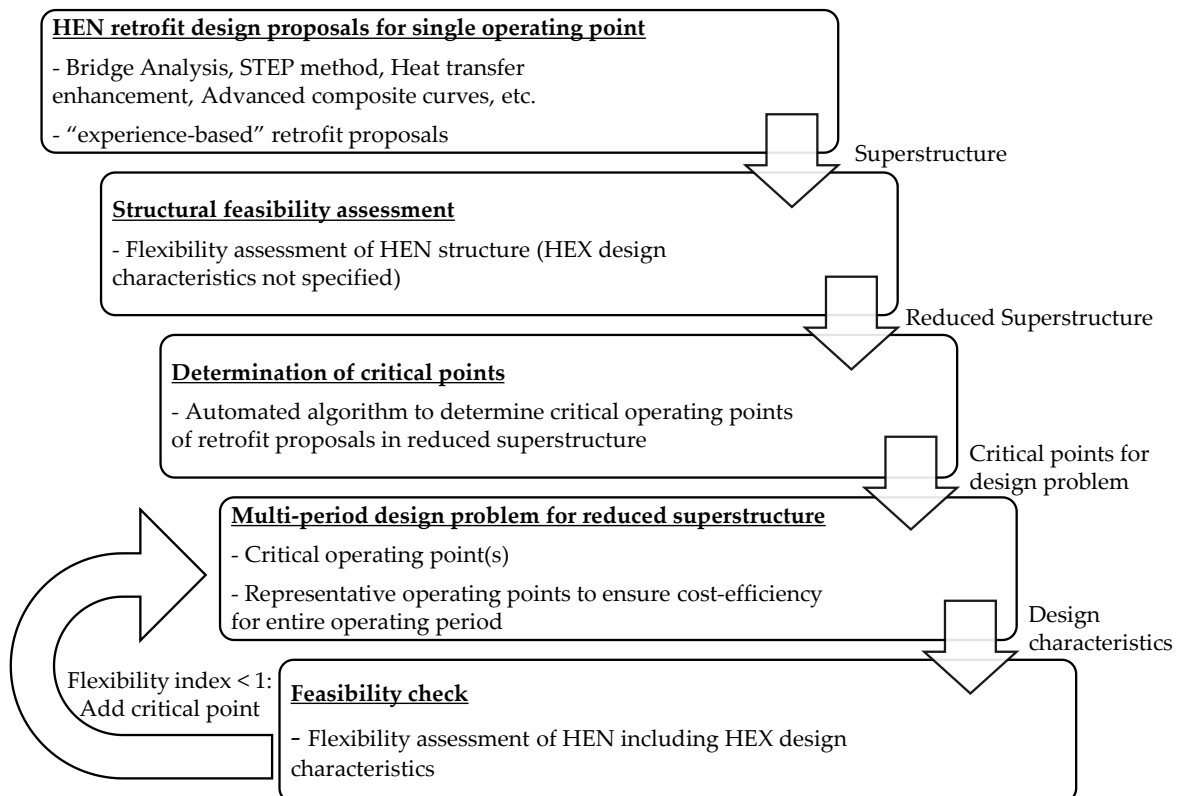 HEN retrofit design proposals for single operating point
- Bridge Analysis, STEP method, Heat transfer
enhancement, Advanced composite curves, etc.
- “experience-based” retrofit proposals
Superstructure
Structural feasibility assessment
- Flexibility assessment of HEN structure (HEX design
characteristics not specified)
Reduced Superstructure
Determination of critical points
- Automated algorithm to determine critical operating points
of retrofit proposals in reduced superstructure
Critical points for
design problem
Multi-period design problem for reduced superstructure
- Critical operating point(s)
- Representative operating points to ensure cost-efficiency
for entire operating period
Design
characteristics
Flexibility index < 1:
Add critical point
Feasibility check
- Flexibility assessment of HEN including HEX design
characteristics